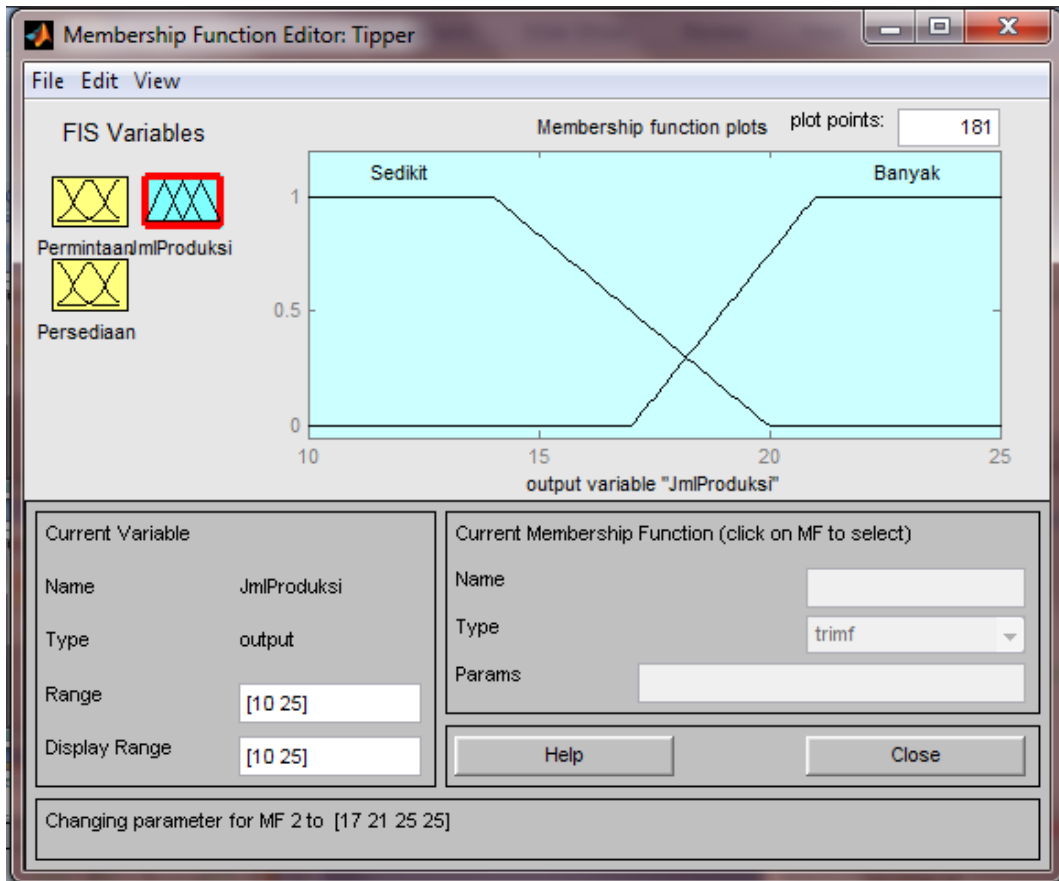 Membership Function Editor: Tipper
File Edit View
FIS Variables
Membership function plots
plot points:
181
Permintaan
JmlProduksi
Persediaan
Sedikit
Banyak
1
0.5
0
10
15
20
25
output variable "JmlProduksi"
Current Variable
Name JmlProduksi
Type output
Range [10 25]
Display Range [10 25]
Current Membership Function (click on MF to select)
Name
Type trimf
Params
Help
Close
Changing parameter for MF 2 to [17 21 25 25]